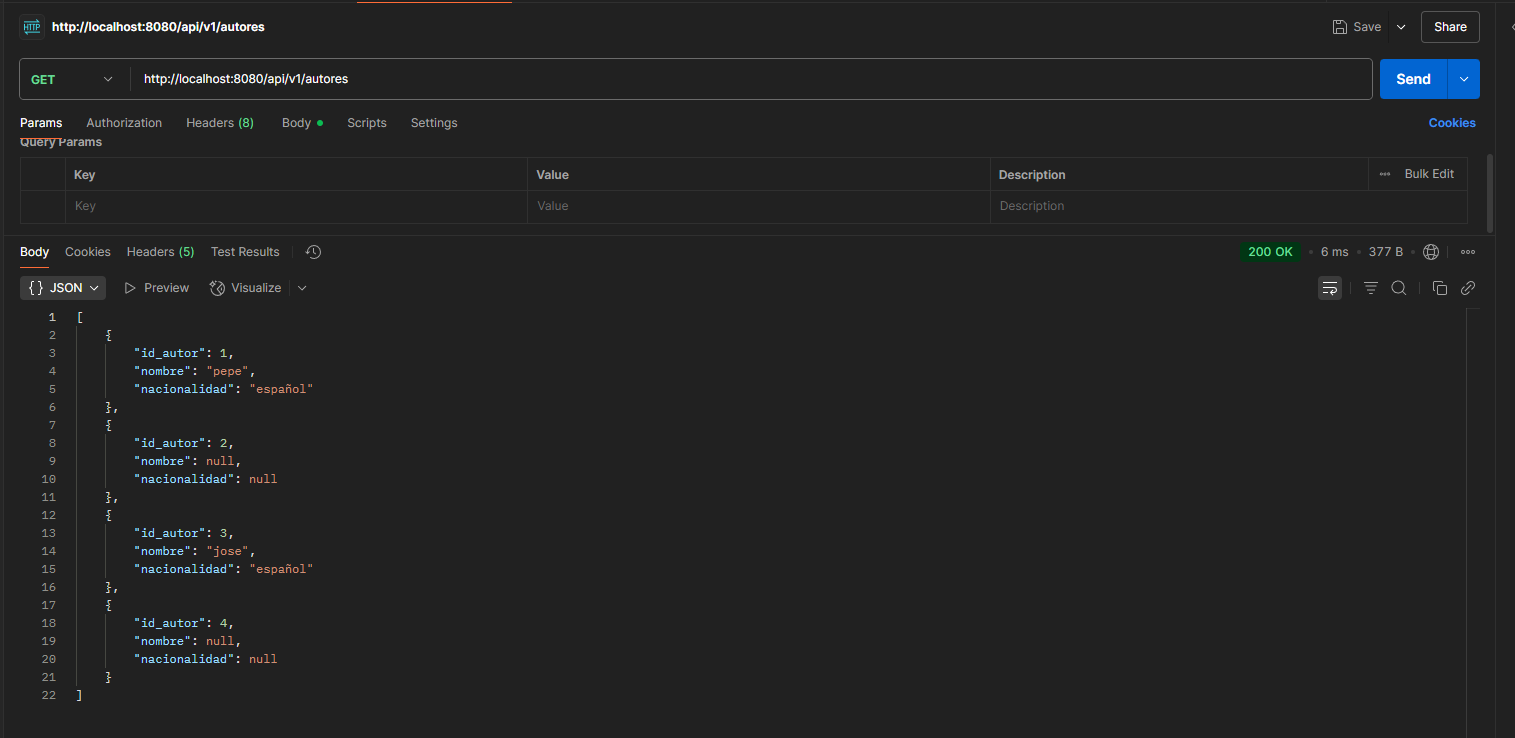 HTTP http://localhost:8080/api/v1/autores Save Share
GET http://localhost:8080/api/v1/autores Send
Params Authorization Headers (8) Body Scripts Settings Cookies
Query Params
Key Value Description Bulk Edit
Key Value Description
Body Cookies Headers (5) Test Results 200 OK 6 ms 377 B
{} JSON Preview Visualize
1 [
2 {
3 "id_autor": 1,
4 "nombre": "pepe",
5 "nacionalidad": "español"
6 },
7 {
8 "id_autor": 2,
9 "nombre": null,
10 "nacionalidad": null
11 },
12 {
13 "id_autor": 3,
14 "nombre": "jose",
15 "nacionalidad": "español"
16 },
17 {
18 "id_autor": 4,
19 "nombre": null,
20 "nacionalidad": null
21 }
22 ]